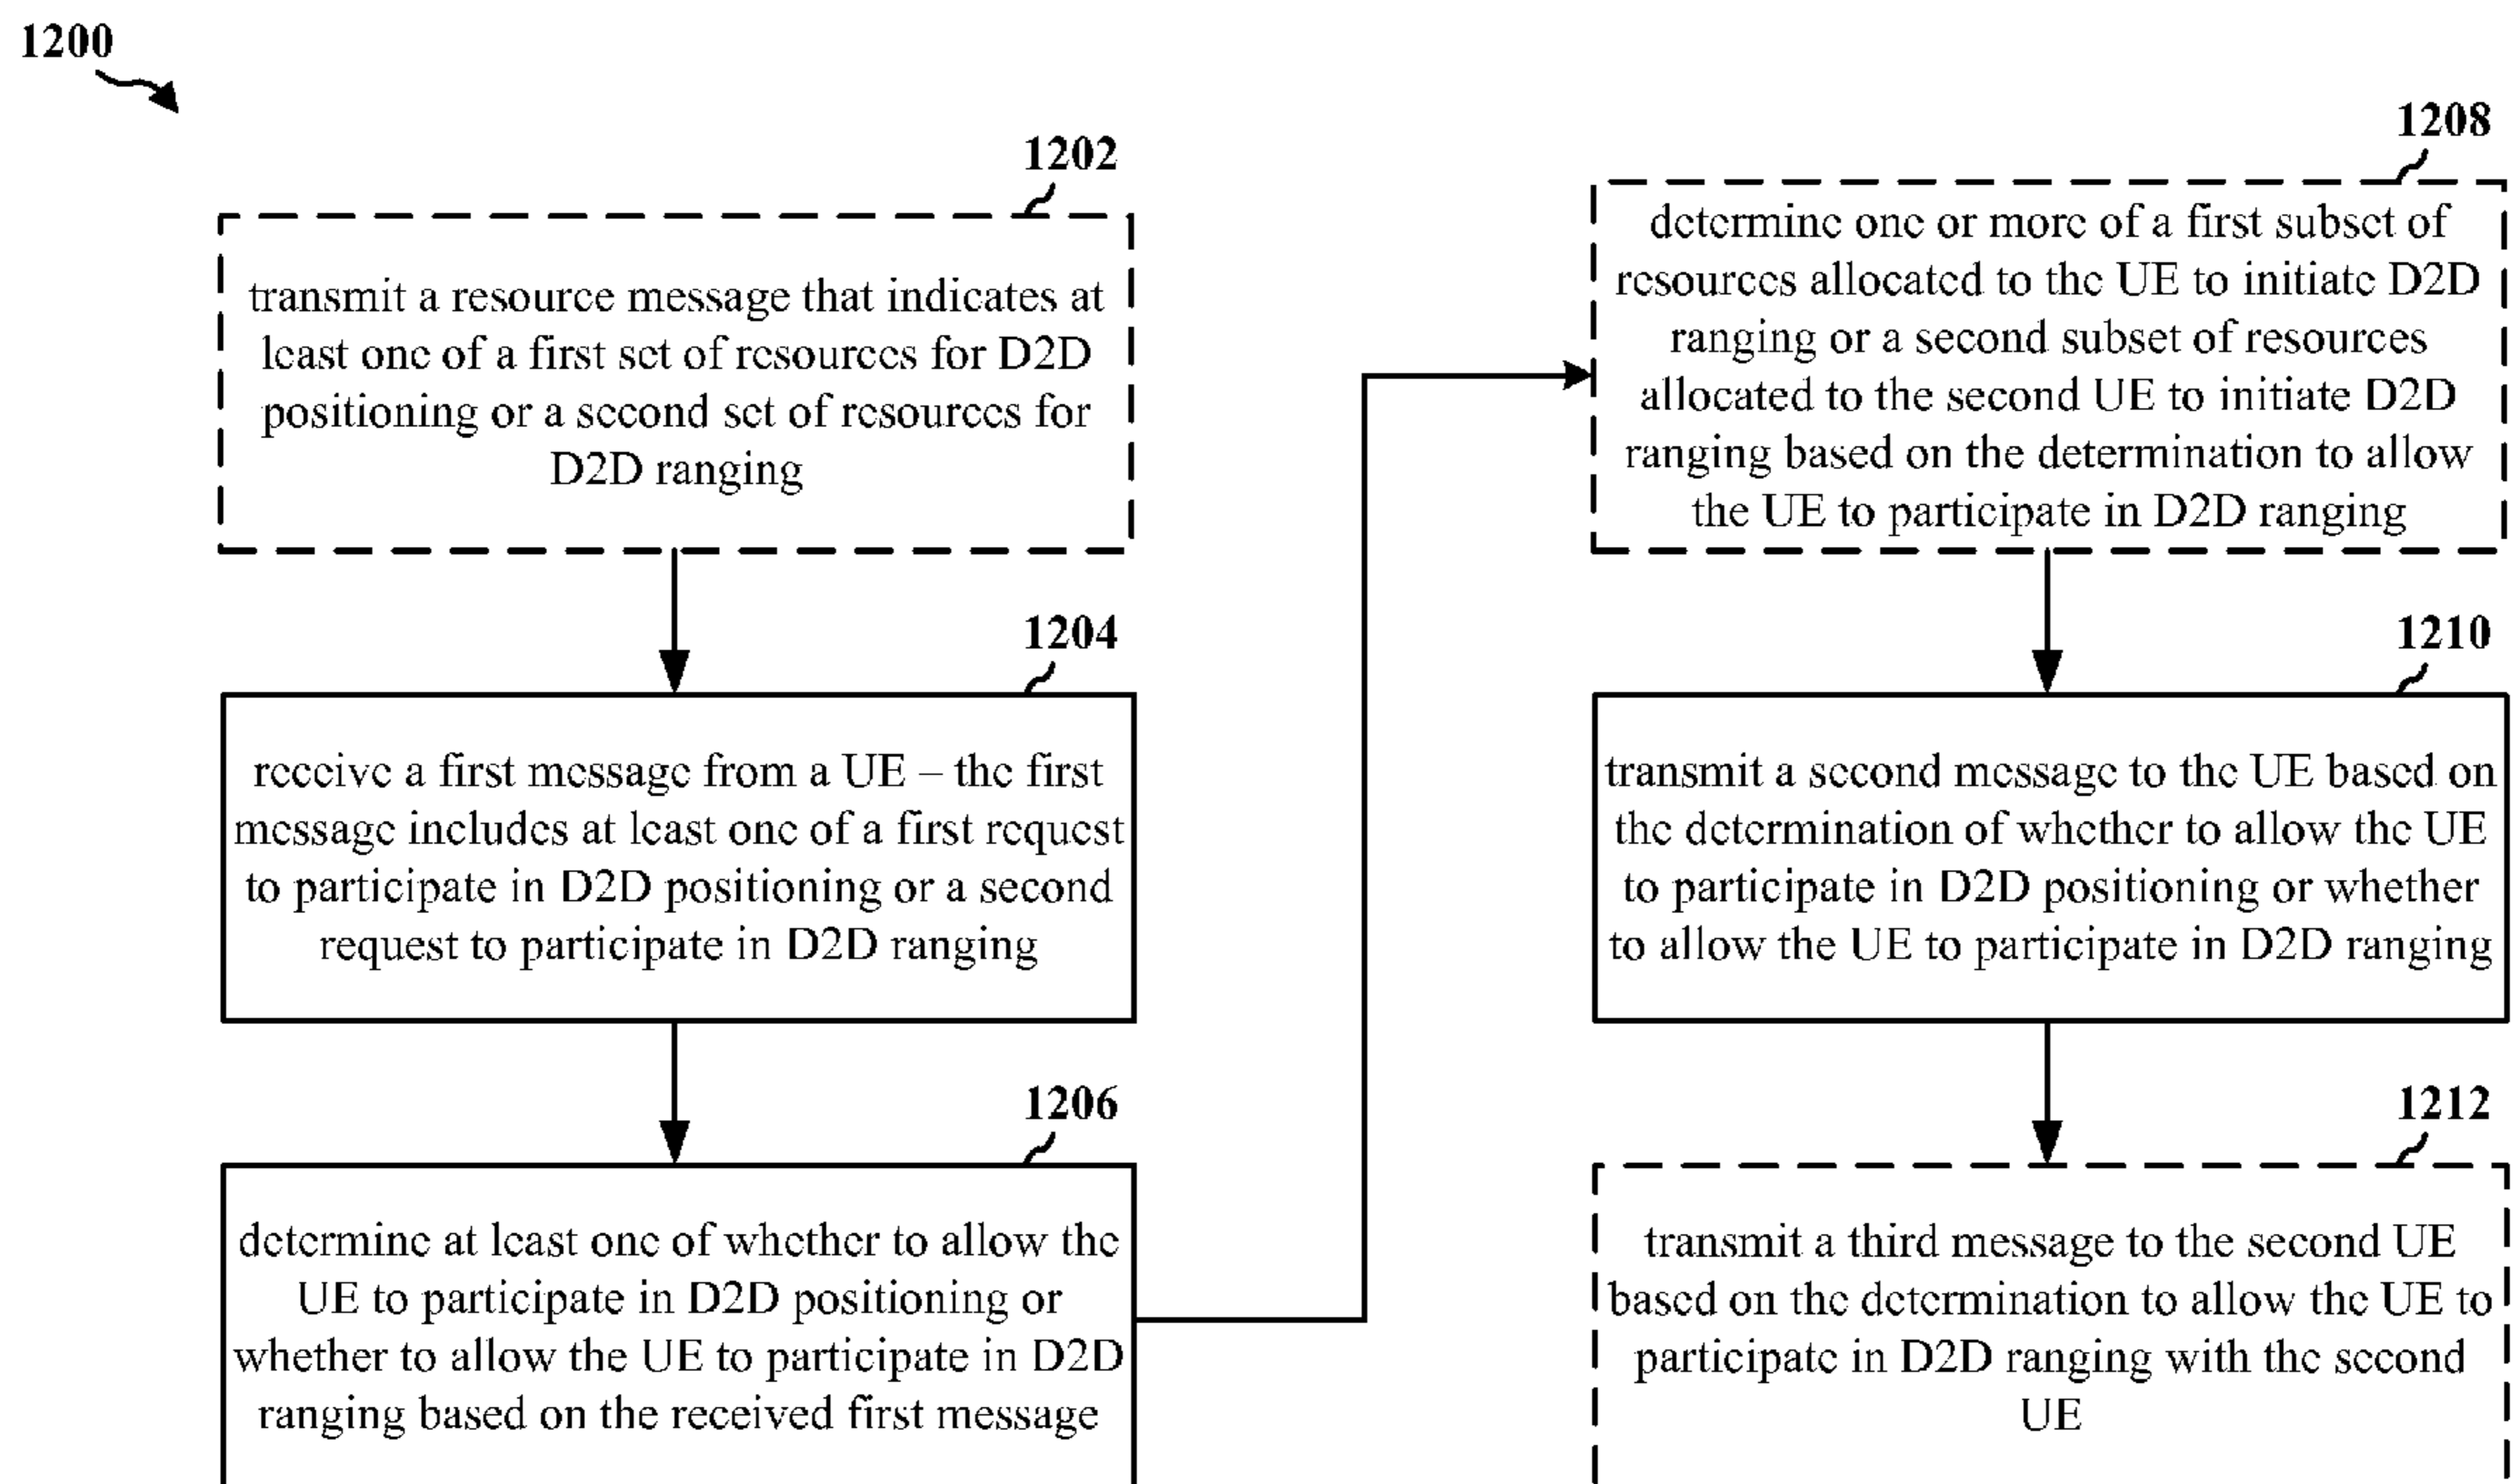 1200
1202
transmit a resource message that indicates at
least one of a first set of resources for D2D
positioning or a second set of resources for
D2D ranging
1204
receive a first message from a UE – the first
message includes at least one of a first request
to participate in D2D positioning or a second
request to participate in D2D ranging
1206
determine at least one of whether to allow the
UE to participate in D2D positioning or
whether to allow the UE to participate in D2D
ranging based on the received first message
1208
determine one or more of a first subset of
resources allocated to the UE to initiate D2D
ranging or a second subset of resources
allocated to the second UE to initiate D2D
ranging based on the determination to allow
the UE to participate in D2D ranging
1210
transmit a second message to the UE based on
the determination of whether to allow the UE
to participate in D2D positioning or whether
to allow the UE to participate in D2D ranging
1212
transmit a third message to the second UE
based on the determination to allow the UE to
participate in D2D ranging with the second
UE